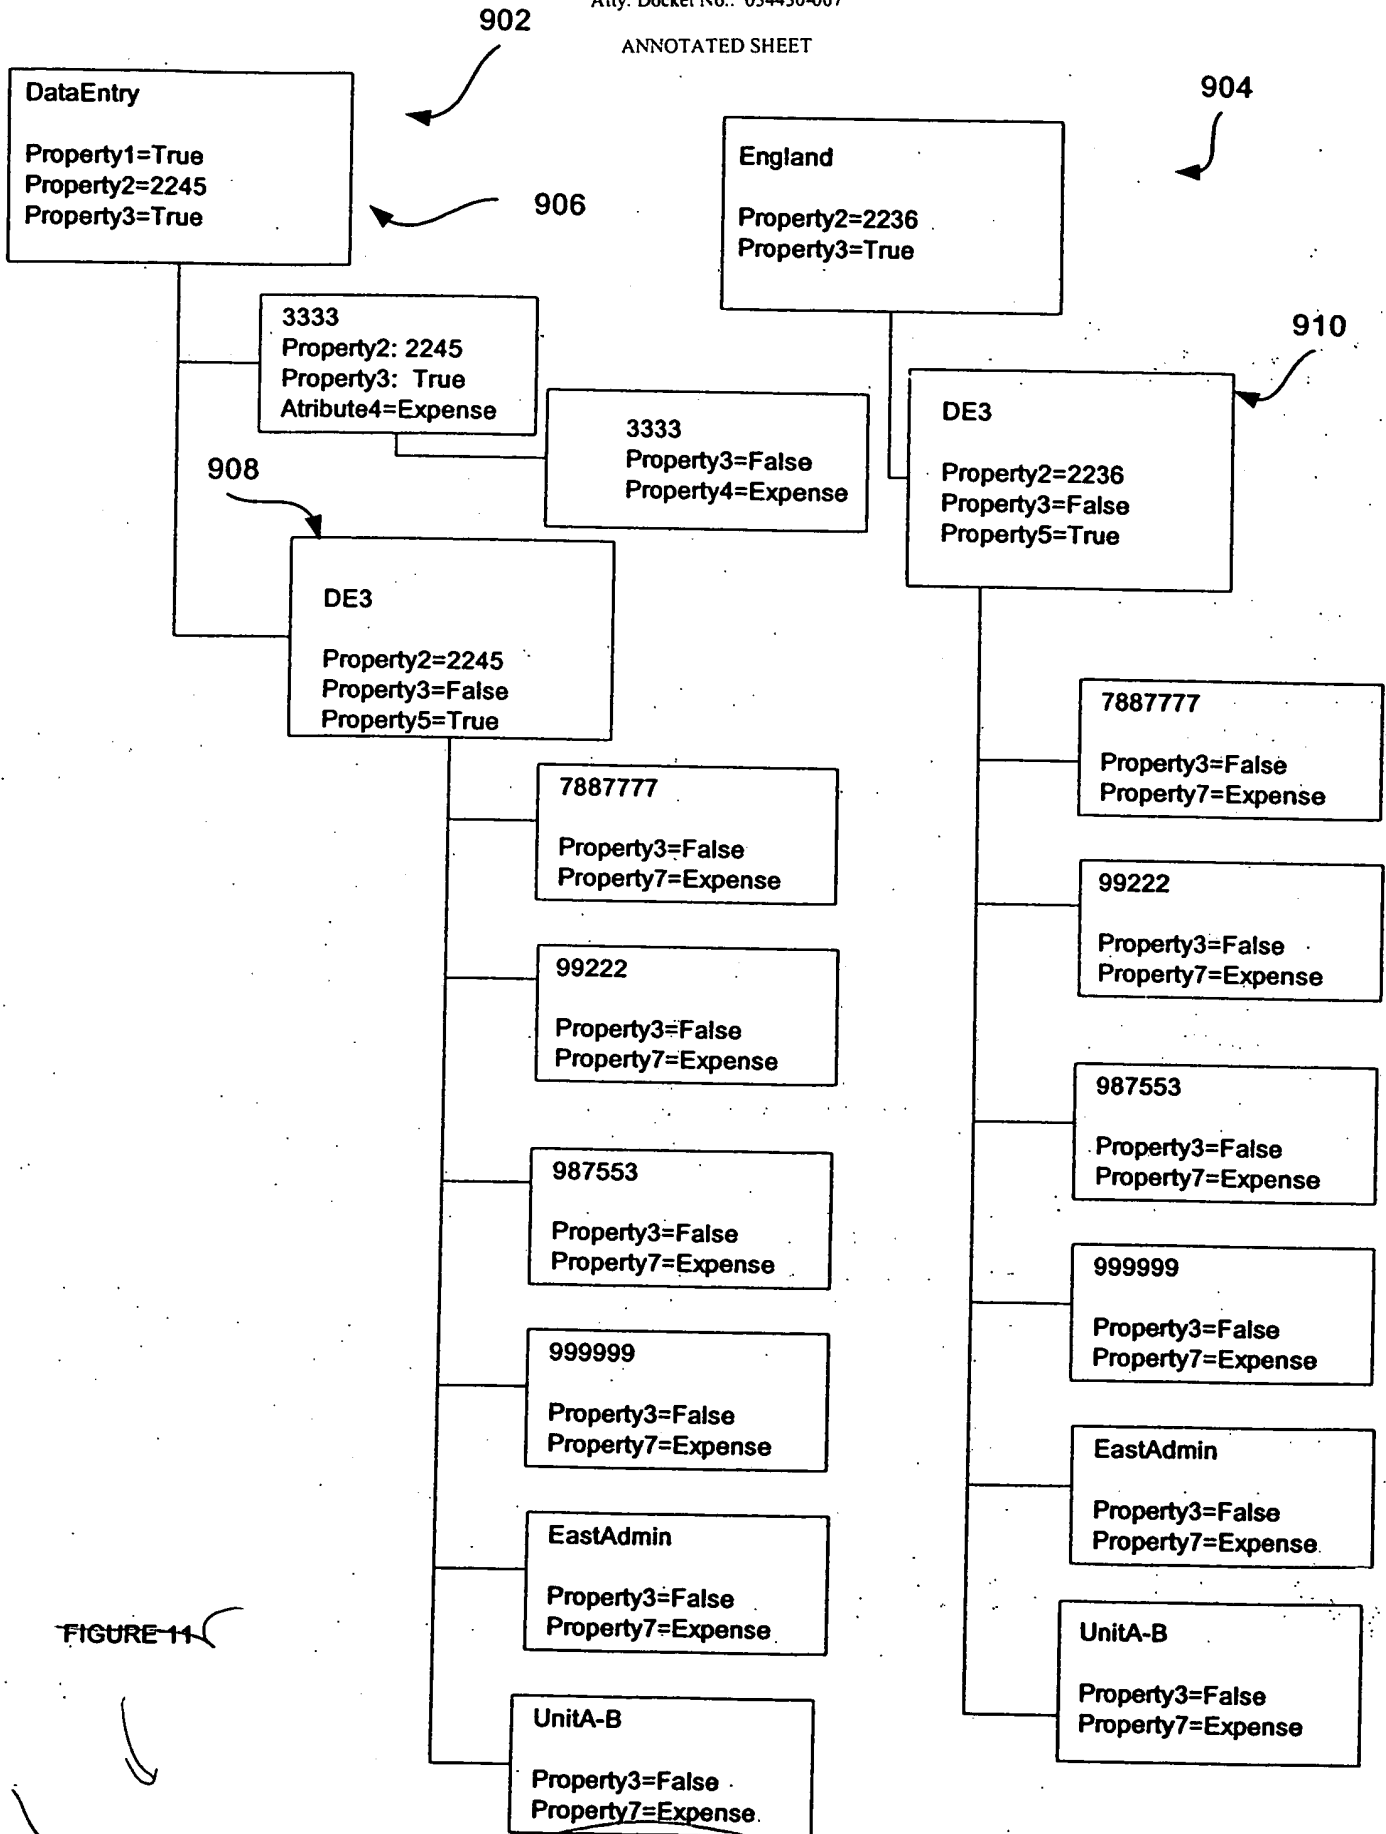 Atty. Docket No.: 034450-007
ANNOTATED SHEET
902
DataEntry
Property1=True
Property2=2245
Property3=True
906
904
England
Property2=2236
Property3=True
3333
Property2: 2245
Property3: True
Atribute4=Expense
3333
Property3=False
Property4=Expense
910
DE3
Property2=2236
Property3=False
Property5=True
908
DE3
Property2=2245
Property3=False
Property5=True
7887777
Property3=False
Property7=Expense
99222
Property3=False
Property7=Expense
987553
Property3=False
Property7=Expense
999999
Property3=False
Property7=Expense
EastAdmin
Property3=False
Property7=Expense
UnitA-B
Property3=False
Property7=Expense
7887777
Property3=False
Property7=Expense
99222
Property3=False
Property7=Expense
987553
Property3=False
Property7=Expense
999999
Property3=False
Property7=Expense
EastAdmin
Property3=False
Property7=Expense
UnitA-B
Property3=False
Property7=Expense
FIGURE 11